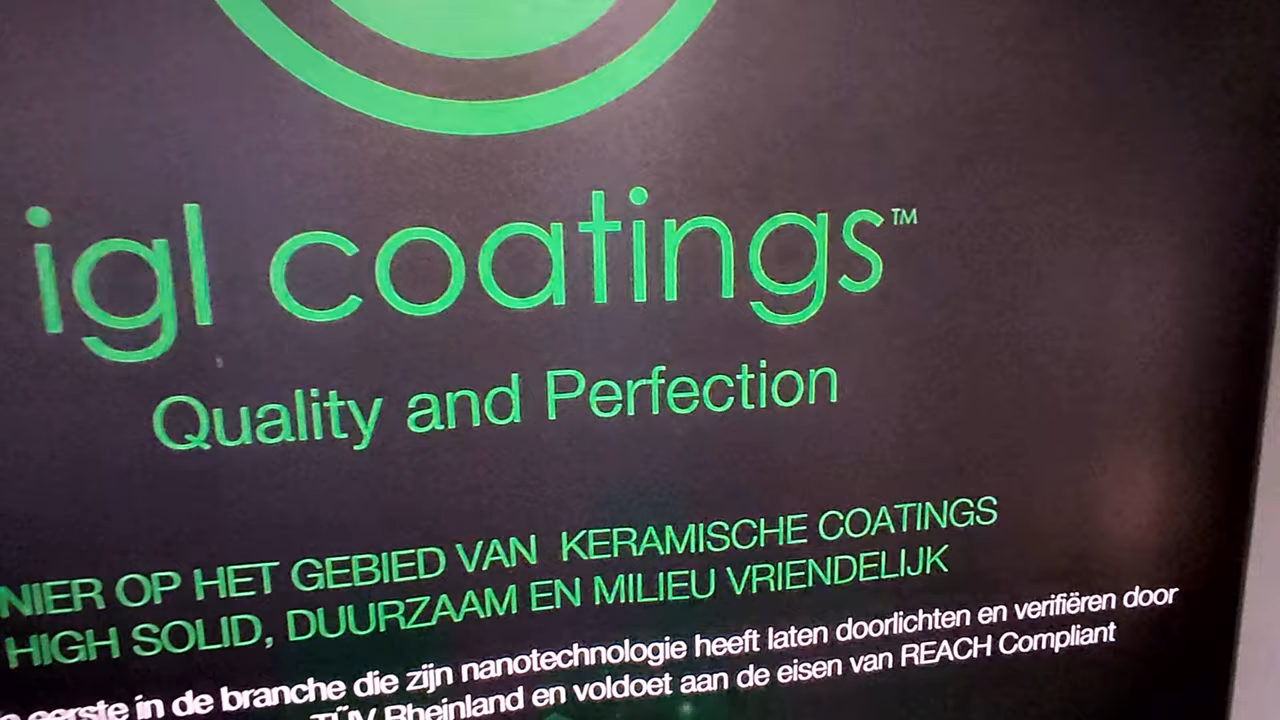 igl coatings™
Quality and Perfection
NIER OP HET GEBIED VAN KERAMISCHE COATINGS
HIGH SOLID, DUURZAAM EN MILIEU VRIENDELIJK
eerste in de branche die zijn nanotechnologie heeft laten doorlichten en verifiëren door
TÜV Rheinland en voldoet aan de eisen van REACH Compliant